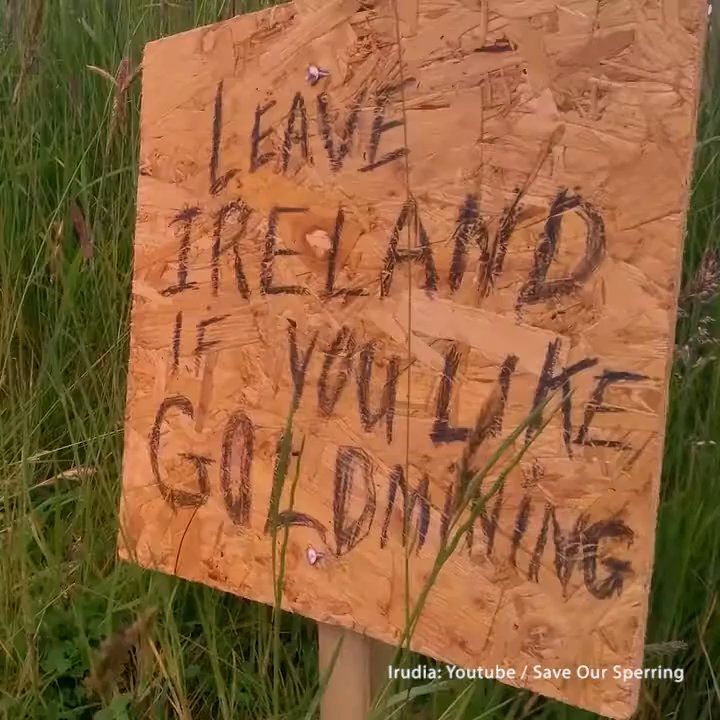 LEAVE
IRELAND
IF YOU LIKE
GOLDMINING
Irudia: Youtube / Save Our Sperring